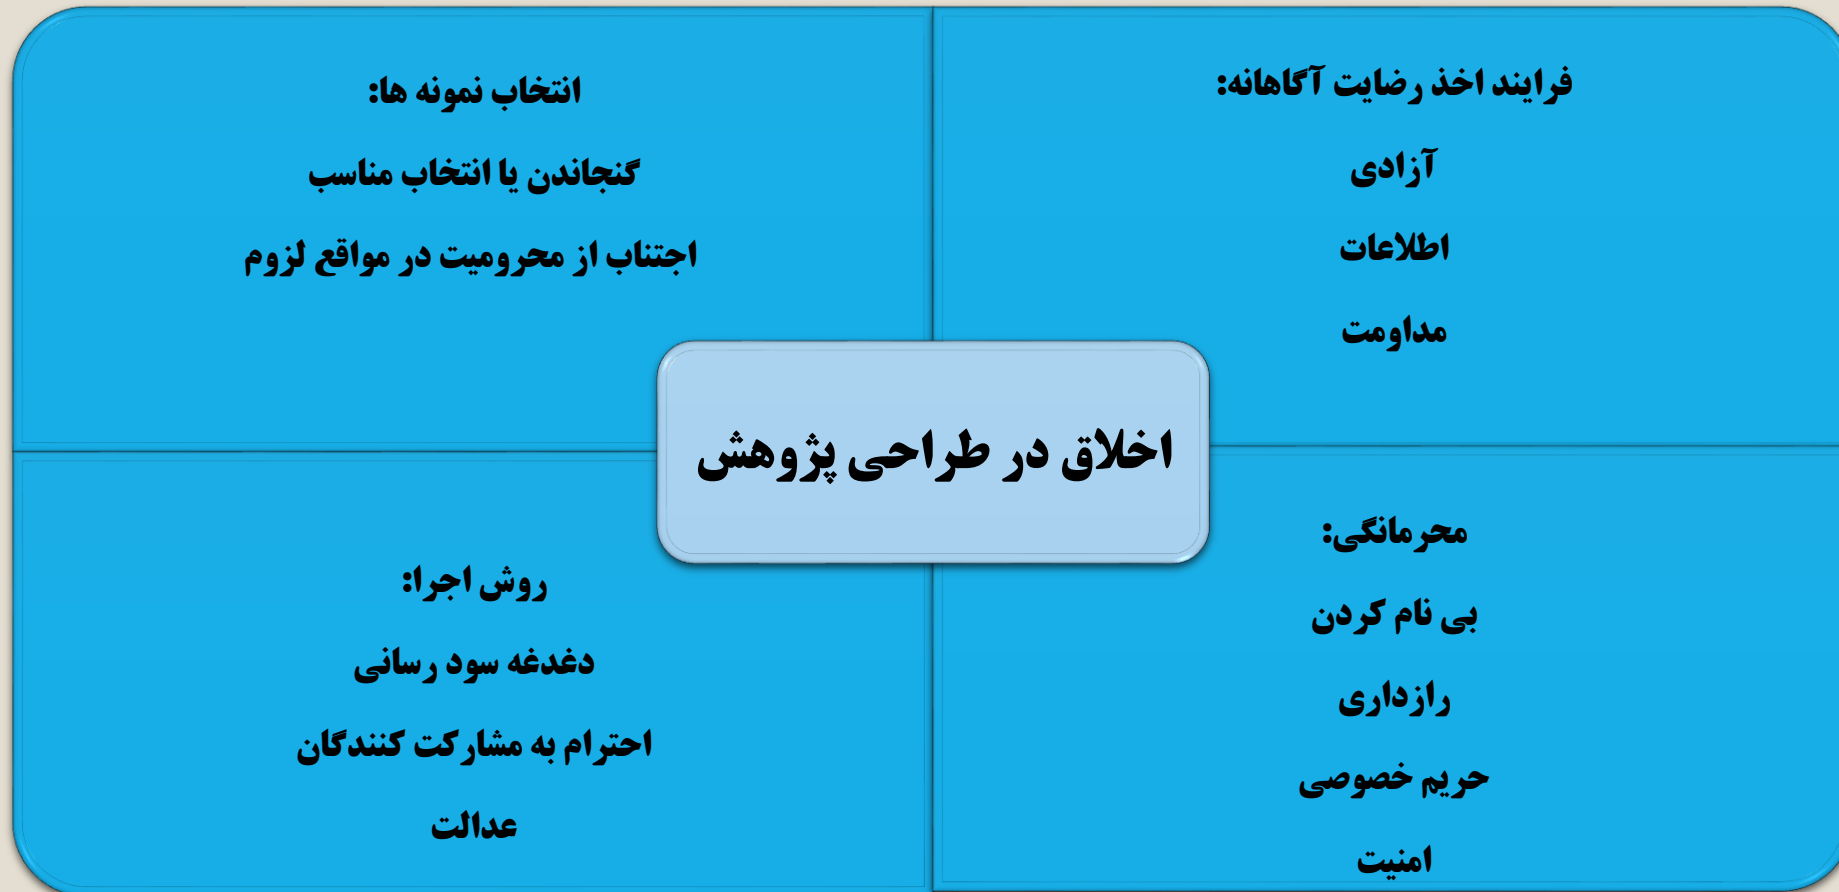 فرایند اخذ رضایت آگاهانه:
آزادی
اطلاعات
مداومت
انتخاب نمونه ها:
گنجاندن یا انتخاب مناسب
اجتناب از محرومیت در مواقع لزوم
اخلاق در طراحی پژوهش
محرمانگی:
بی نام کردن
رازداری
حریم خصوصی
امنیت
روش اجرا:
دغدغه سود رسانی
احترام به مشارکت کنندگان
عدالت